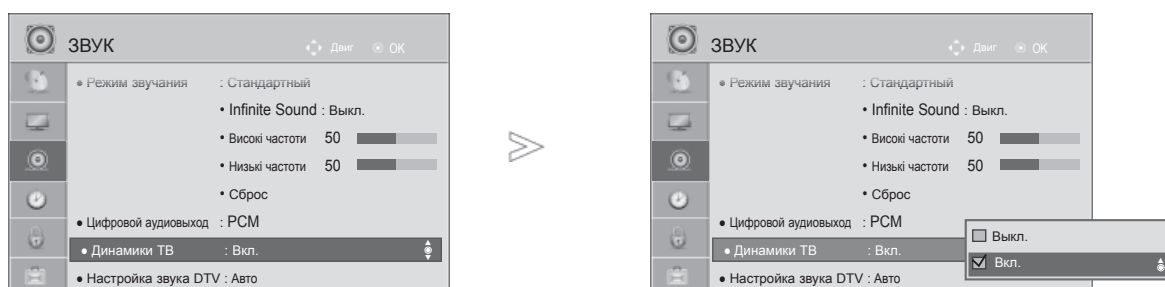 ЗВУК Двиг OK
• Режим звучания : Стандартный
• Infinite Sound : Выкл.
• Високі частоти 50
• Низькі частоти 50
• Сброс
• Цифровой аудиовыход : PCM
• Динамики ТВ : Вкл.
• Настройка звука DTV : Авто
ЗВУК Двиг OK
• Режим звучания : Стандартный
• Infinite Sound : Выкл.
• Високі частоти 50
• Низькі частоти 50
• Сброс
• Цифровой аудиовыход : PCM
• Динамики ТВ : Вкл.
• Настройка звука DTV : Авто
Выкл.
Вкл.